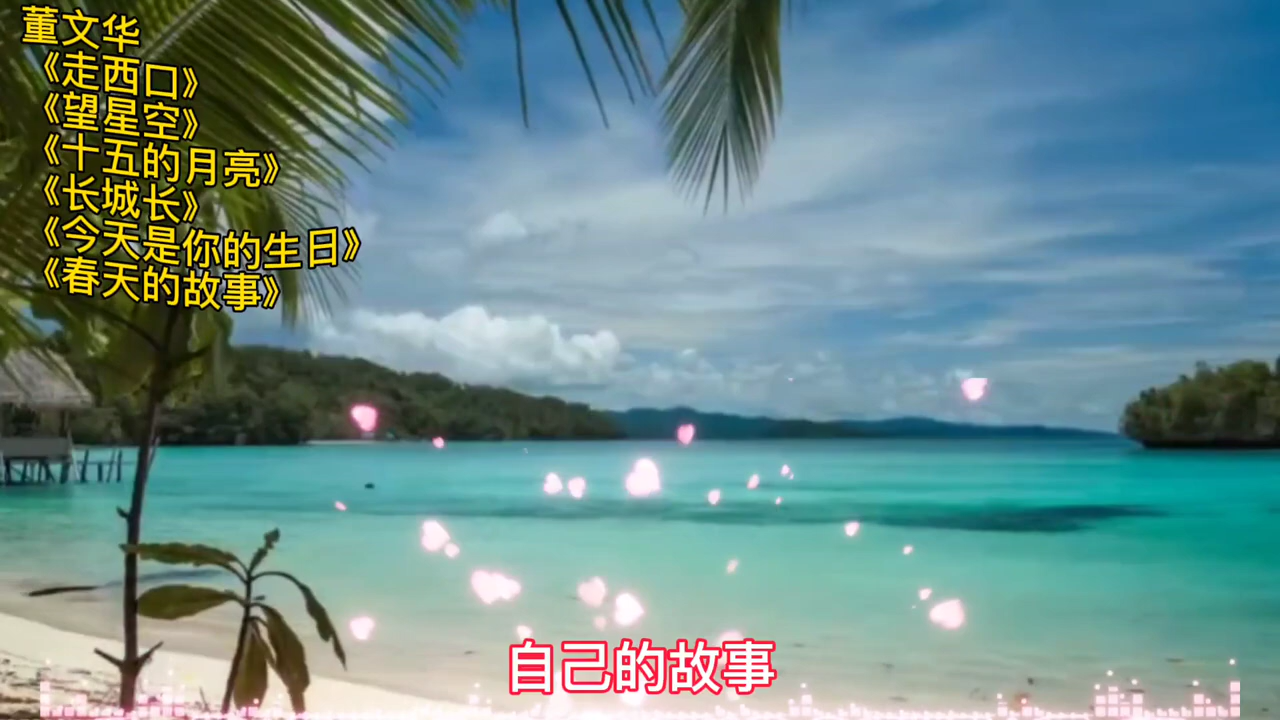 董文华
《走西口》
《望星空》
《十五的月亮》
《长城长》
《今天是你的生日》
《春天的故事》
自己的故事